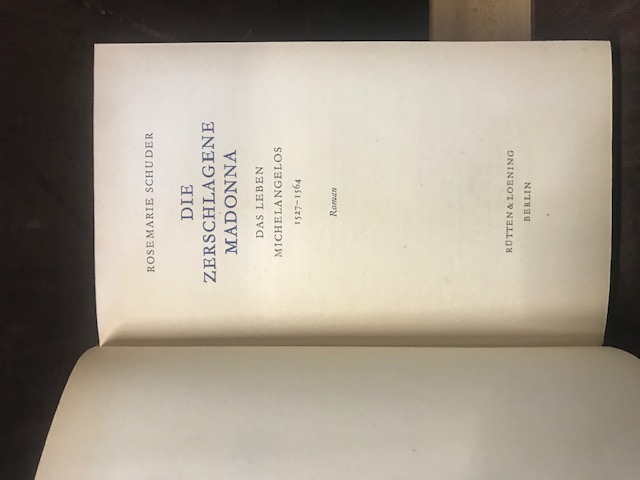 ROSEMARIE SCHUDER
DIE
ZERSCHLAGENE
MADONNA
DAS LEBEN
MICHELANGELOS
1527–1564
Roman
RÜTTEN & LOENING
BERLIN